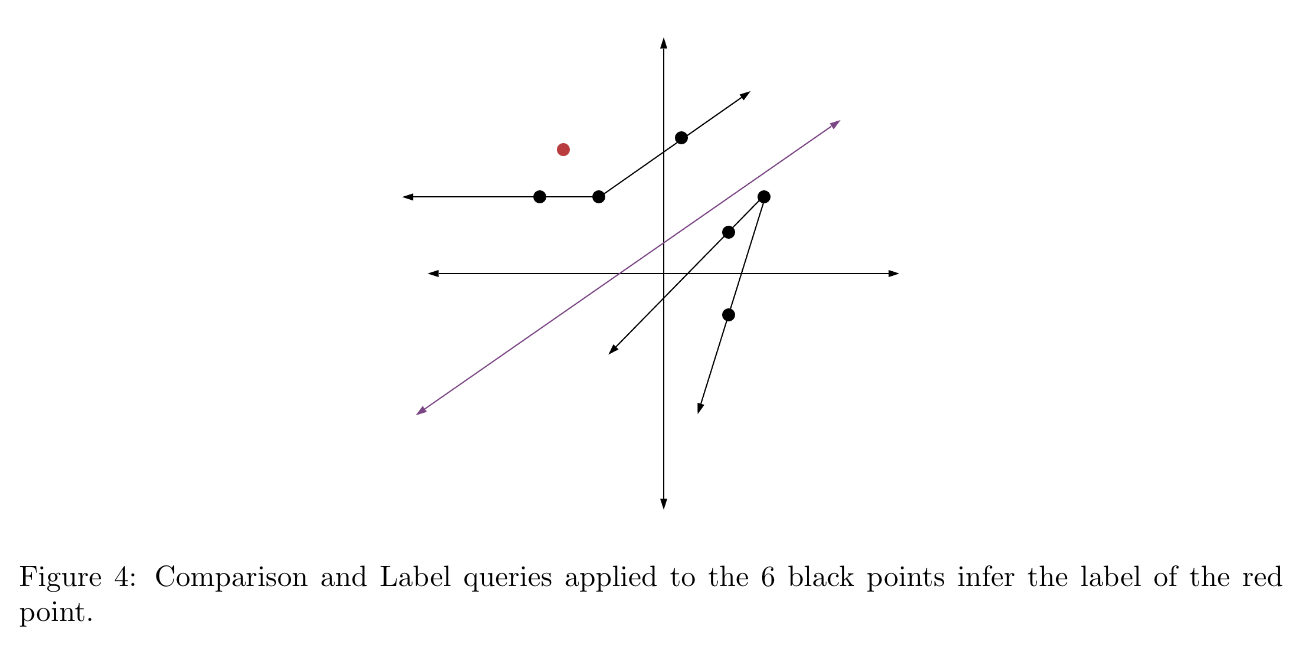 Figure 4: Comparison and Label queries applied to the 6 black points infer the label of the red
point.